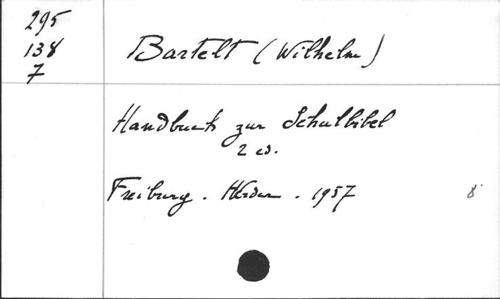 295
138
7
Bartelt (Wilhelm)
Handbuch zur Schulbibel
2 ed.
Freiburg. Herder. 1957 8°